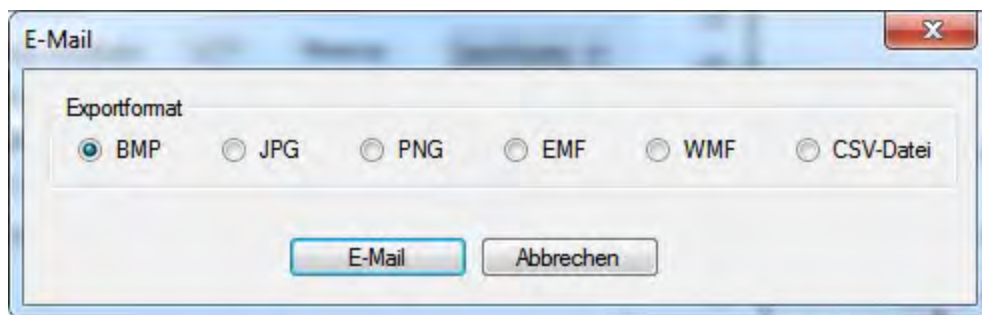 E-Mail
Exportformat
BMP JPG PNG EMF WMF CSV-Datei
E-Mail Abbrechen